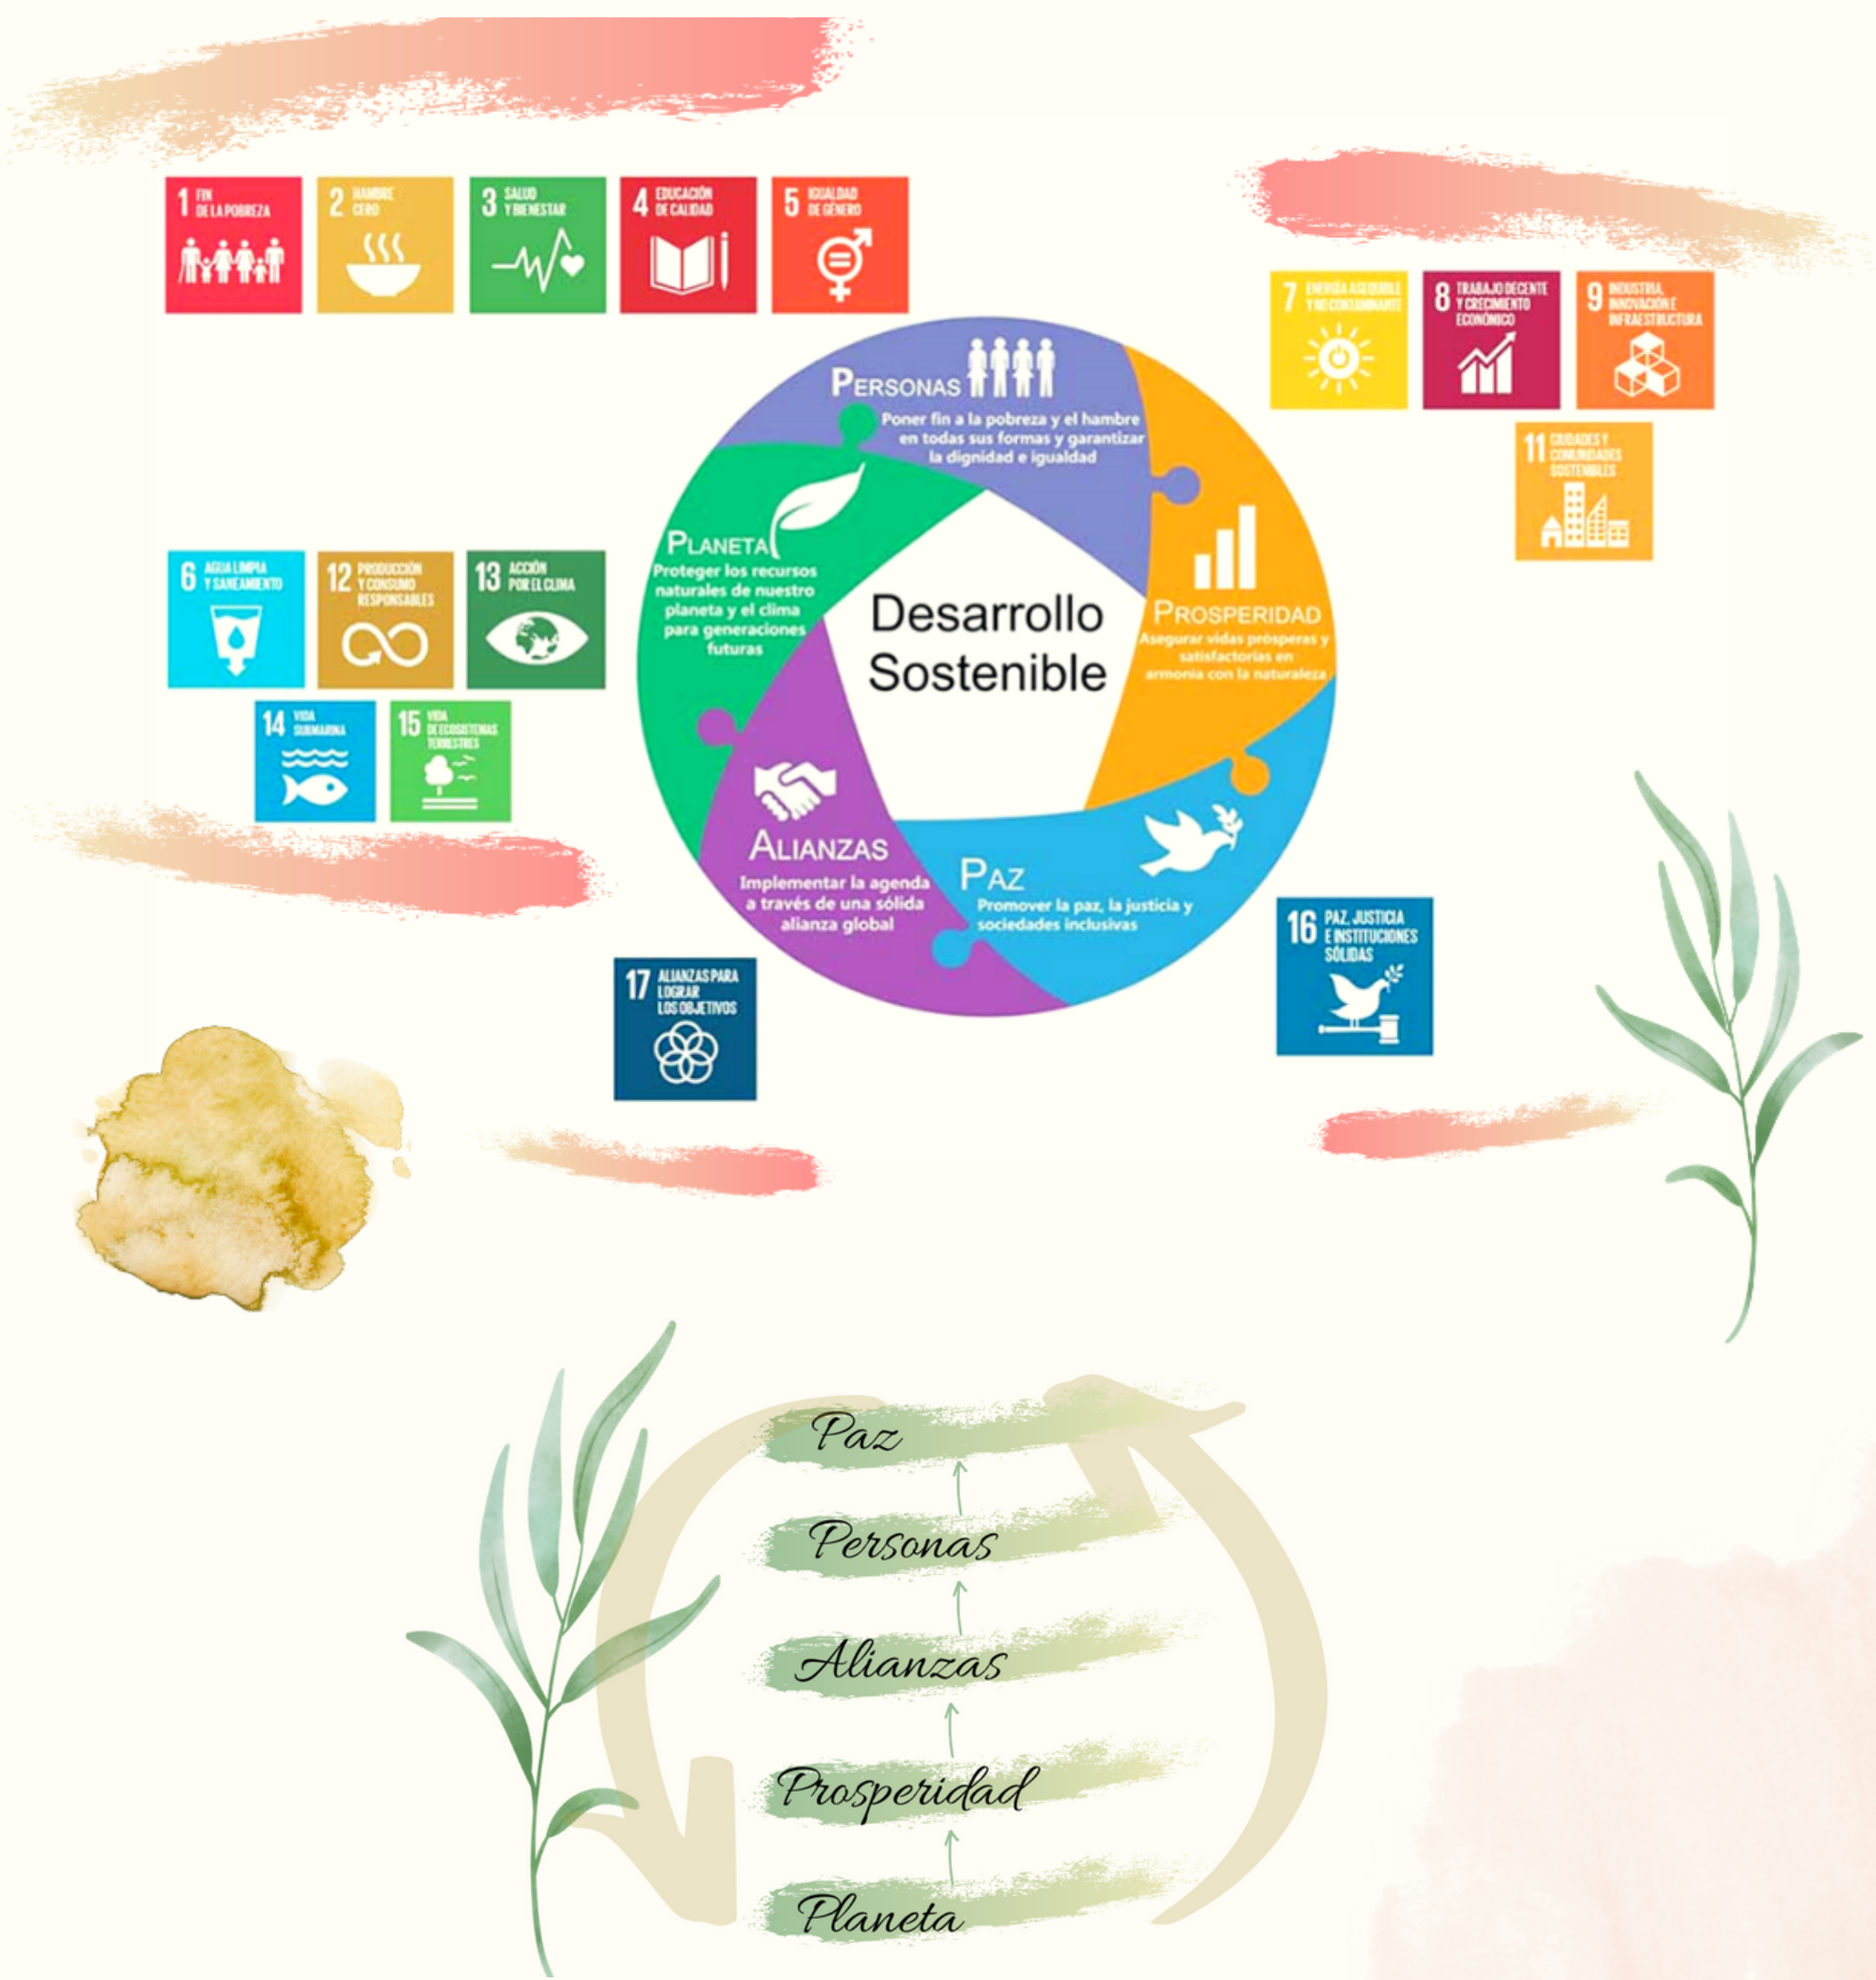 1 FIN
DE LA POBREZA
2 HAMBRE
CERO
3 SALUD
Y BIENESTAR
4 EDUCACIÓN
DE CALIDAD
5 IGUALDAD
DE GÉNERO
7 ENERGÍA ASEQUIBLE
Y NO CONTAMINANTE
8 TRABAJO DECENTE
Y CRECIMIENTO
ECONÓMICO
9 INDUSTRIA,
INNOVACIÓN E
INFRAESTRUCTURA
11 CIUDADES Y
COMUNIDADES
SOSTENIBLES
PERSONAS
Poner fin a la pobreza y el hambre
en todas sus formas y garantizar
la dignidad e igualdad
PLANETA
Proteger los recursos
naturales de nuestro
planeta y el clima
para generaciones
futuras
Desarrollo
Sostenible
PROSPERIDAD
Asegurar vidas prósperas y
satisfactorias en
armonía con la naturaleza
6 AGUA LIMPIA
Y SANEAMIENTO
12 PRODUCCIÓN
Y CONSUMO
RESPONSABLES
13 ACCIÓN
POR EL CLIMA
14 VIDA
SUBMARINA
15 VIDA
DE ECOSISTEMAS
TERRESTRES
ALIANZAS
Implementar la agenda
a través de una sólida
alianza global
PAZ
Promover la paz, la justicia y
sociedades inclusivas
17 ALIANZAS PARA
LOGRAR
LOS OBJETIVOS
16 PAZ, JUSTICIA
E INSTITUCIONES
SÓLIDAS
Paz
Personas
Alianzas
Prosperidad
Planeta